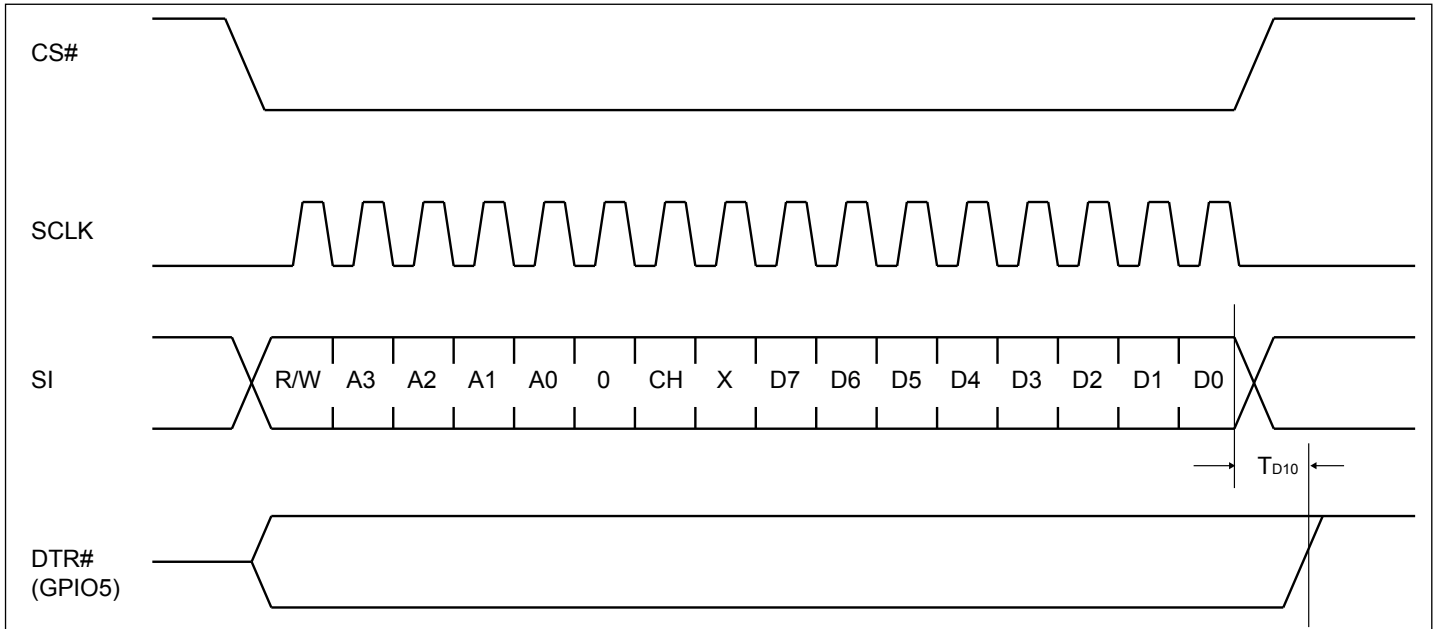 CS#
SCLK
SI
R/W A3 A2 A1 A0 0 CH X D7 D6 D5 D4 D3 D2 D1 D0
TD10
DTR#
(GPIO5)